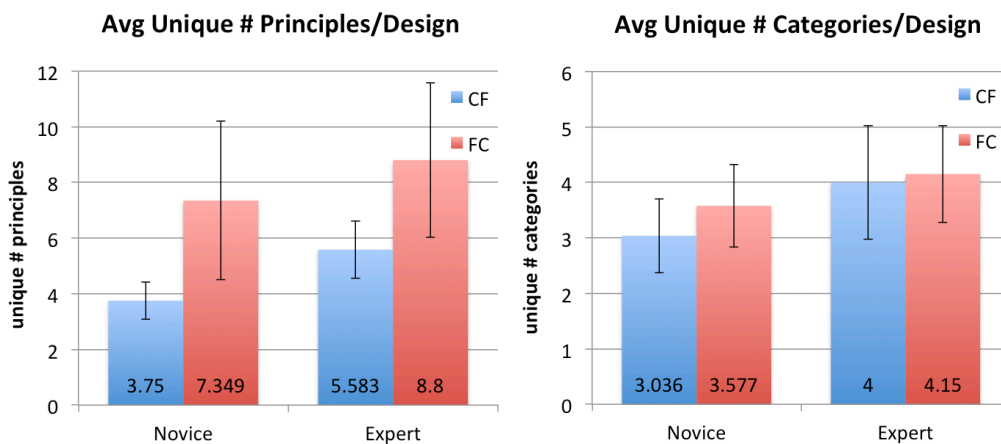 Avg Unique # Principles/Design
unique # principles
12
10
8
6
4
2
0
CF
FC
3.75
7.349
5.583
8.8
Novice
Expert
Avg Unique # Categories/Design
unique # categories
6
5
4
3
2
1
0
CF
FC
3.036
3.577
4
4.15
Novice
Expert